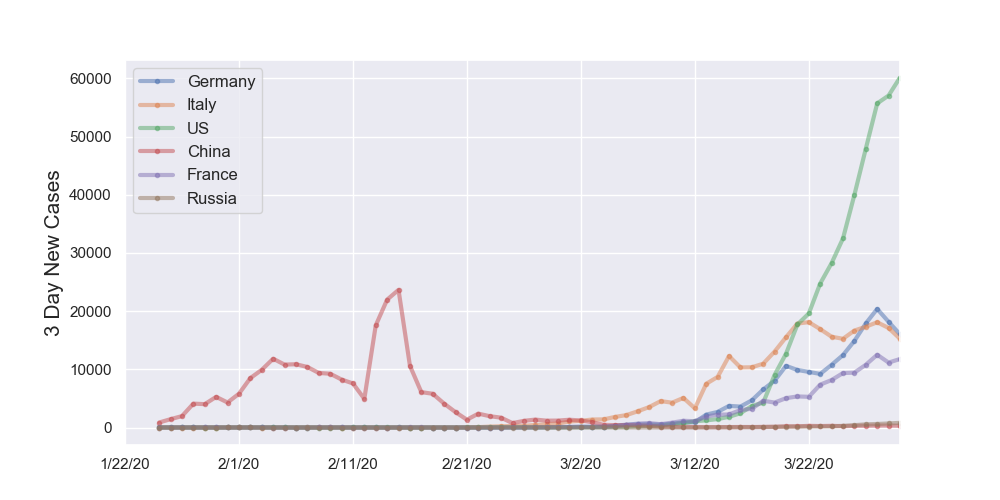 Germany
Italy
US
China
France
Russia
3 Day New Cases
60000
50000
40000
30000
20000
10000
0
1/22/20 2/1/20 2/11/20 2/21/20 3/2/20 3/12/20 3/22/20